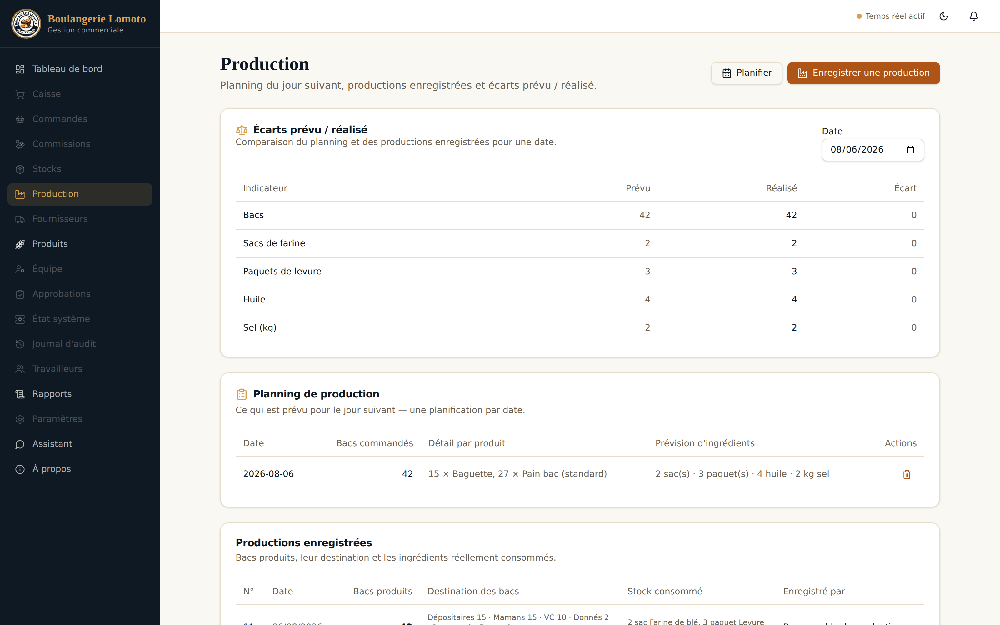 BOULANGERIE LOMOTO
Boulangerie Lomoto
Gestion commerciale
Temps réel actif
Tableau de bord
Caisse
Commandes
Commissions
Stocks
Production
Fournisseurs
Produits
Équipe
Approbations
État système
Journal d'audit
Travailleurs
Rapports
Paramètres
Assistant
À propos
Production
Planning du jour suivant, productions enregistrées et écarts prévu / réalisé.
Planifier
Enregistrer une production
Écarts prévu / réalisé
Comparaison du planning et des productions enregistrées pour une date.
Date
08/06/2026
Indicateur Prévu Réalisé Écart
Bacs 42 42 0
Sacs de farine 2 2 0
Paquets de levure 3 3 0
Huile 4 4 0
Sel (kg) 2 2 0
Planning de production
Ce qui est prévu pour le jour suivant — une planification par date.
Date Bacs commandés Détail par produit Prévision d'ingrédients Actions
2026-08-06 42 15 × Baguette, 27 × Pain bac (standard) 2 sac(s) · 3 paquet(s) · 4 huile · 2 kg sel
Productions enregistrées
Bacs produits, leur destination et les ingrédients réellement consommés.
N° Date Bacs produits Destination des bacs Stock consommé Enregistré par
Dépositaires 15 · Mamans 15 · VC 10 · Donnés 2
2 sac Farine de blé, 3 paquet Levure